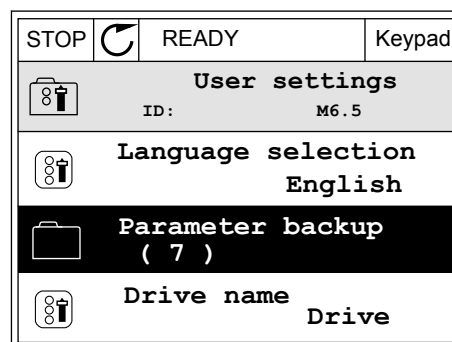 STOP READY Keypad
User settings
ID: M6.5
Language selection
English
Parameter backup
( 7 )
Drive name
Drive